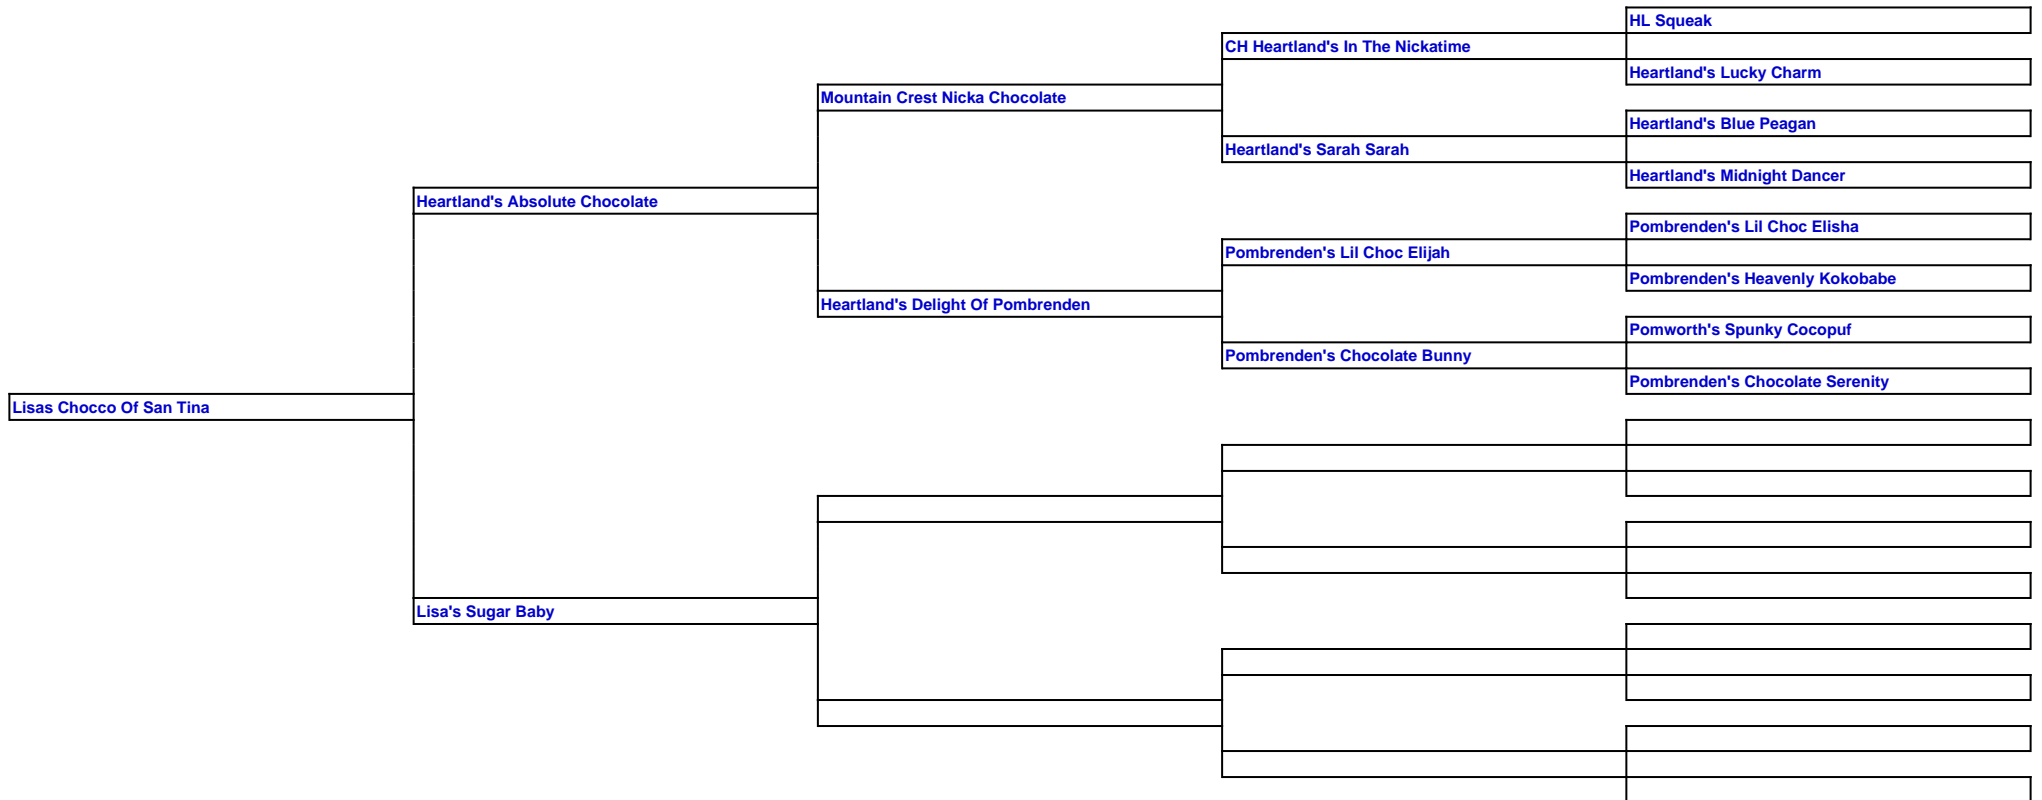 HL Squeak
CH Heartland's In The Nickatime
Heartland's Lucky Charm
Mountain Crest Nicka Chocolate
Heartland's Blue Peagan
Heartland's Sarah Sarah
Heartland's Midnight Dancer
Heartland's Absolute Chocolate
Pombrenden's Lil Choc Elisha
Pombrenden's Lil Choc Elijah
Pombrenden's Heavenly Kokobabe
Heartland's Delight Of Pombrenden
Pomworth's Spunky Cocopuf
Pombrenden's Chocolate Bunny
Pombrenden's Chocolate Serenity
Lisas Chocco Of San Tina
Lisa's Sugar Baby